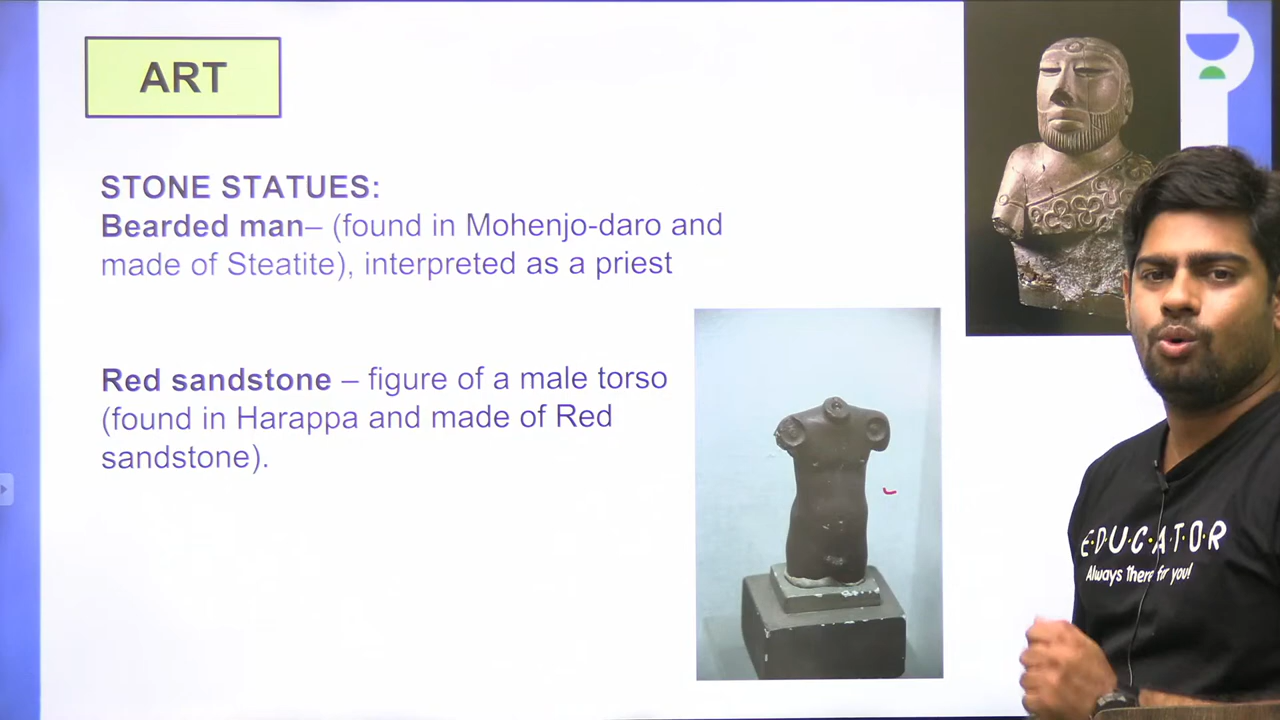 ART
STONE STATUES:
Bearded man– (found in Mohenjo-daro and
made of Steatite), interpreted as a priest
Red sandstone – figure of a male torso
(found in Harappa and made of Red
sandstone).
E·D·U·C·A·T·O·R
Always there for you!